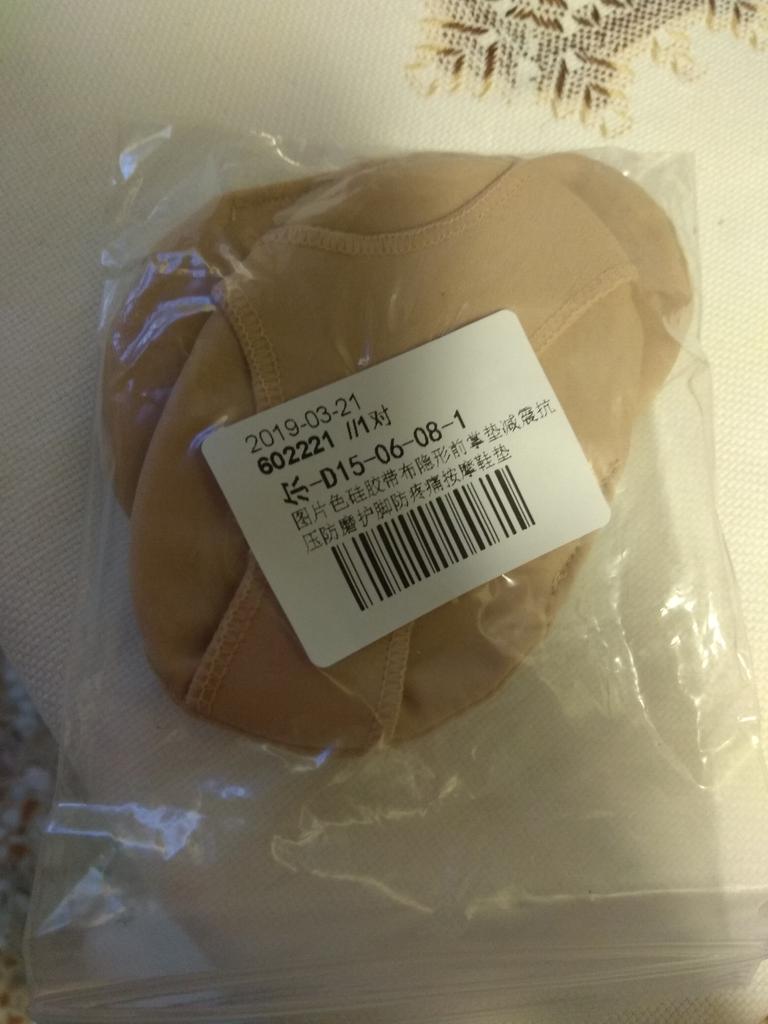 2019-03-21
602221 //1对
尔-D15-06-08-1
图片色硅胶带布隐形前掌垫减震抗
压防磨护脚防疼痛按摩鞋垫